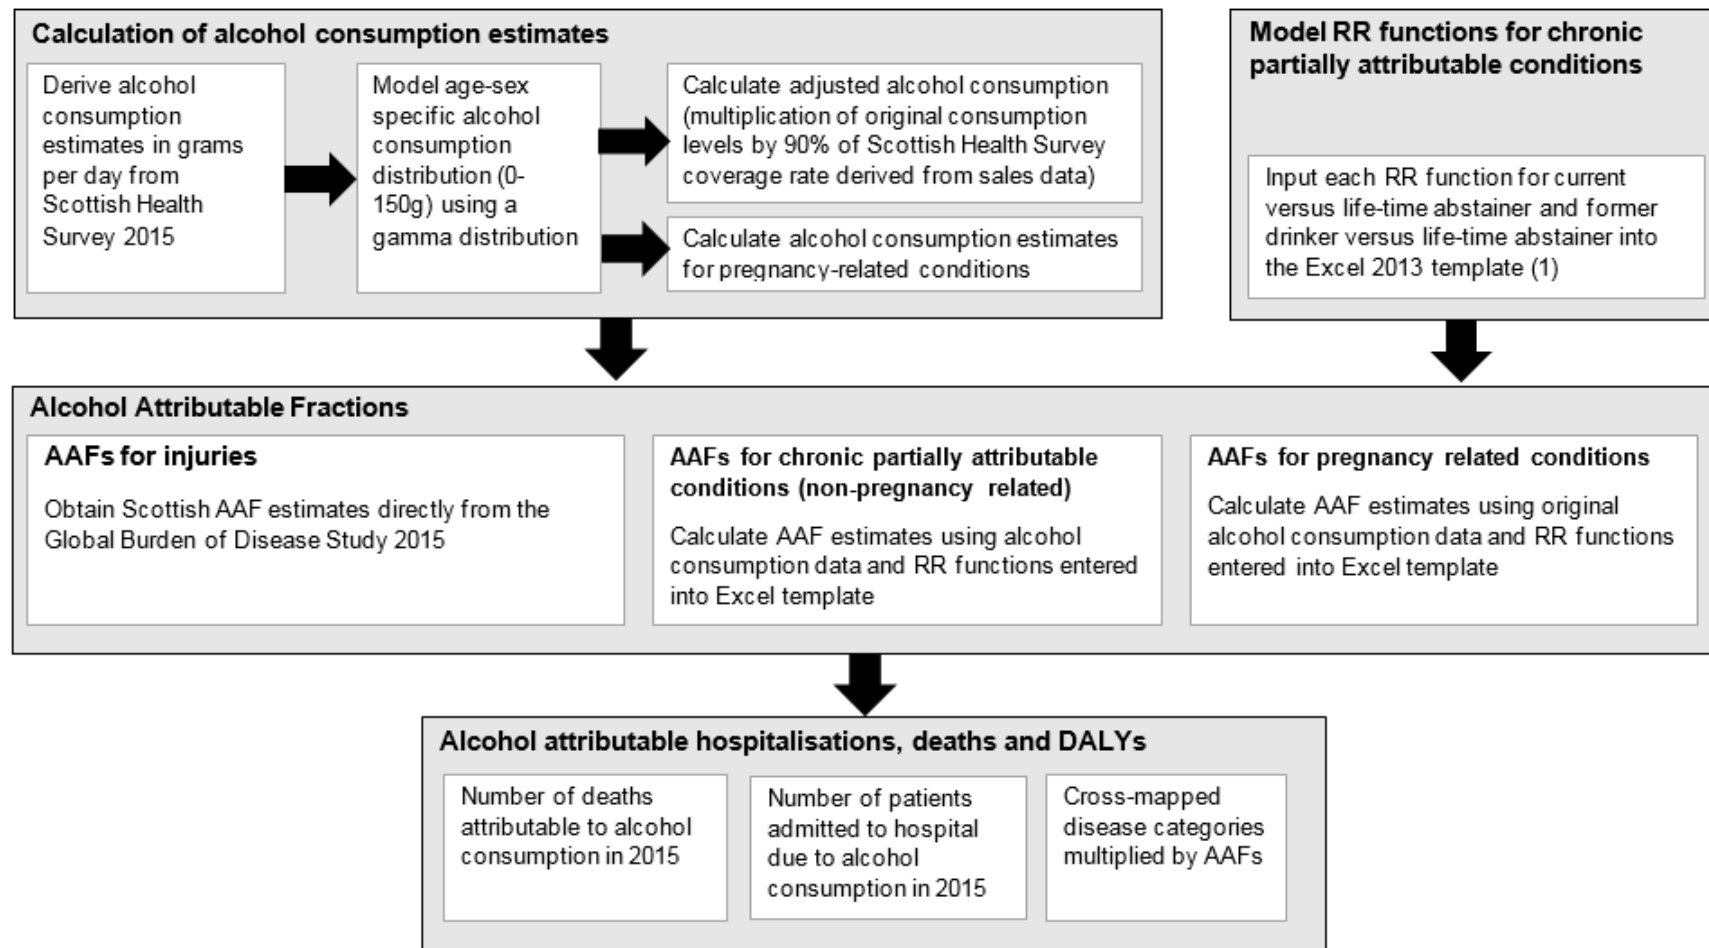 Calculation of alcohol consumption estimates
Derive alcohol
consumption
estimates in grams
per day from
Scottish Health
Survey 2015
Model age-sex
specific alcohol
consumption
distribution (0-
150g) using a
gamma distribution
Calculate adjusted alcohol consumption
(multiplication of original consumption
levels by 90% of Scottish Health Survey
coverage rate derived from sales data)
Calculate alcohol consumption estimates
for pregnancy-related conditions
Model RR functions for chronic
partially attributable conditions
Input each RR function for current
versus life-time abstainer and former
drinker versus life-time abstainer into
the Excel 2013 template (1)
Alcohol Attributable Fractions
AAFs for injuries
Obtain Scottish AAF estimates directly from the
Global Burden of Disease Study 2015
AAFs for chronic partially attributable
conditions (non-pregnancy related)
Calculate AAF estimates using alcohol
consumption data and RR functions entered
into Excel template
AAFs for pregnancy related conditions
Calculate AAF estimates using original
alcohol consumption data and RR functions
entered into Excel template
Alcohol attributable hospitalisations, deaths and DALYs
Number of deaths
attributable to alcohol
consumption in 2015
Number of patients
admitted to hospital
due to alcohol
consumption in 2015
Cross-mapped
disease categories
multiplied by AAFs